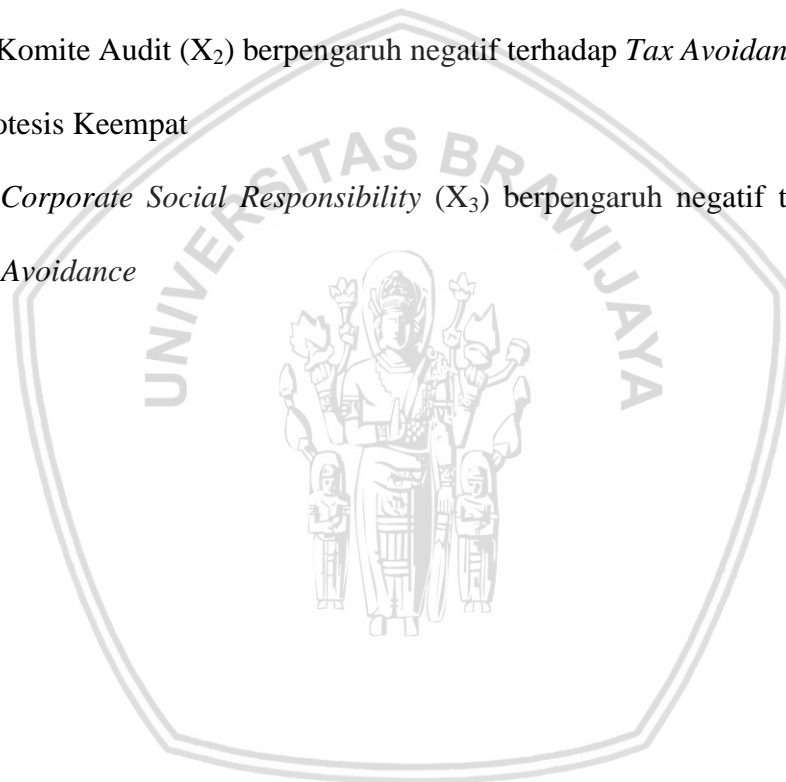 Komite Audit (X₂) berpengaruh negatif terhadap Tax Avoidan
otesis Keempat
Corporate Social Responsibility (X₃) berpengaruh negatif t
Avoidance
UNIVERSITAS BRAWIJAYA